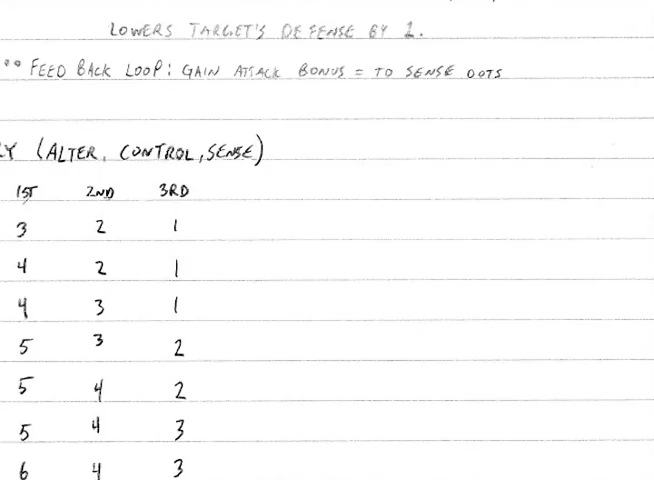 LOWERS TARGET'S DEFENSE BY 1.
•• FEED BACK LOOP: GAIN ATTACK BONUS = TO SENSE DOTS
RY (ALTER, CONTROL, SENSE)
1ST 2ND 3RD
3 2 1
4 2 1
4 3 1
5 3 2
5 4 2
5 4 3
6 4 3